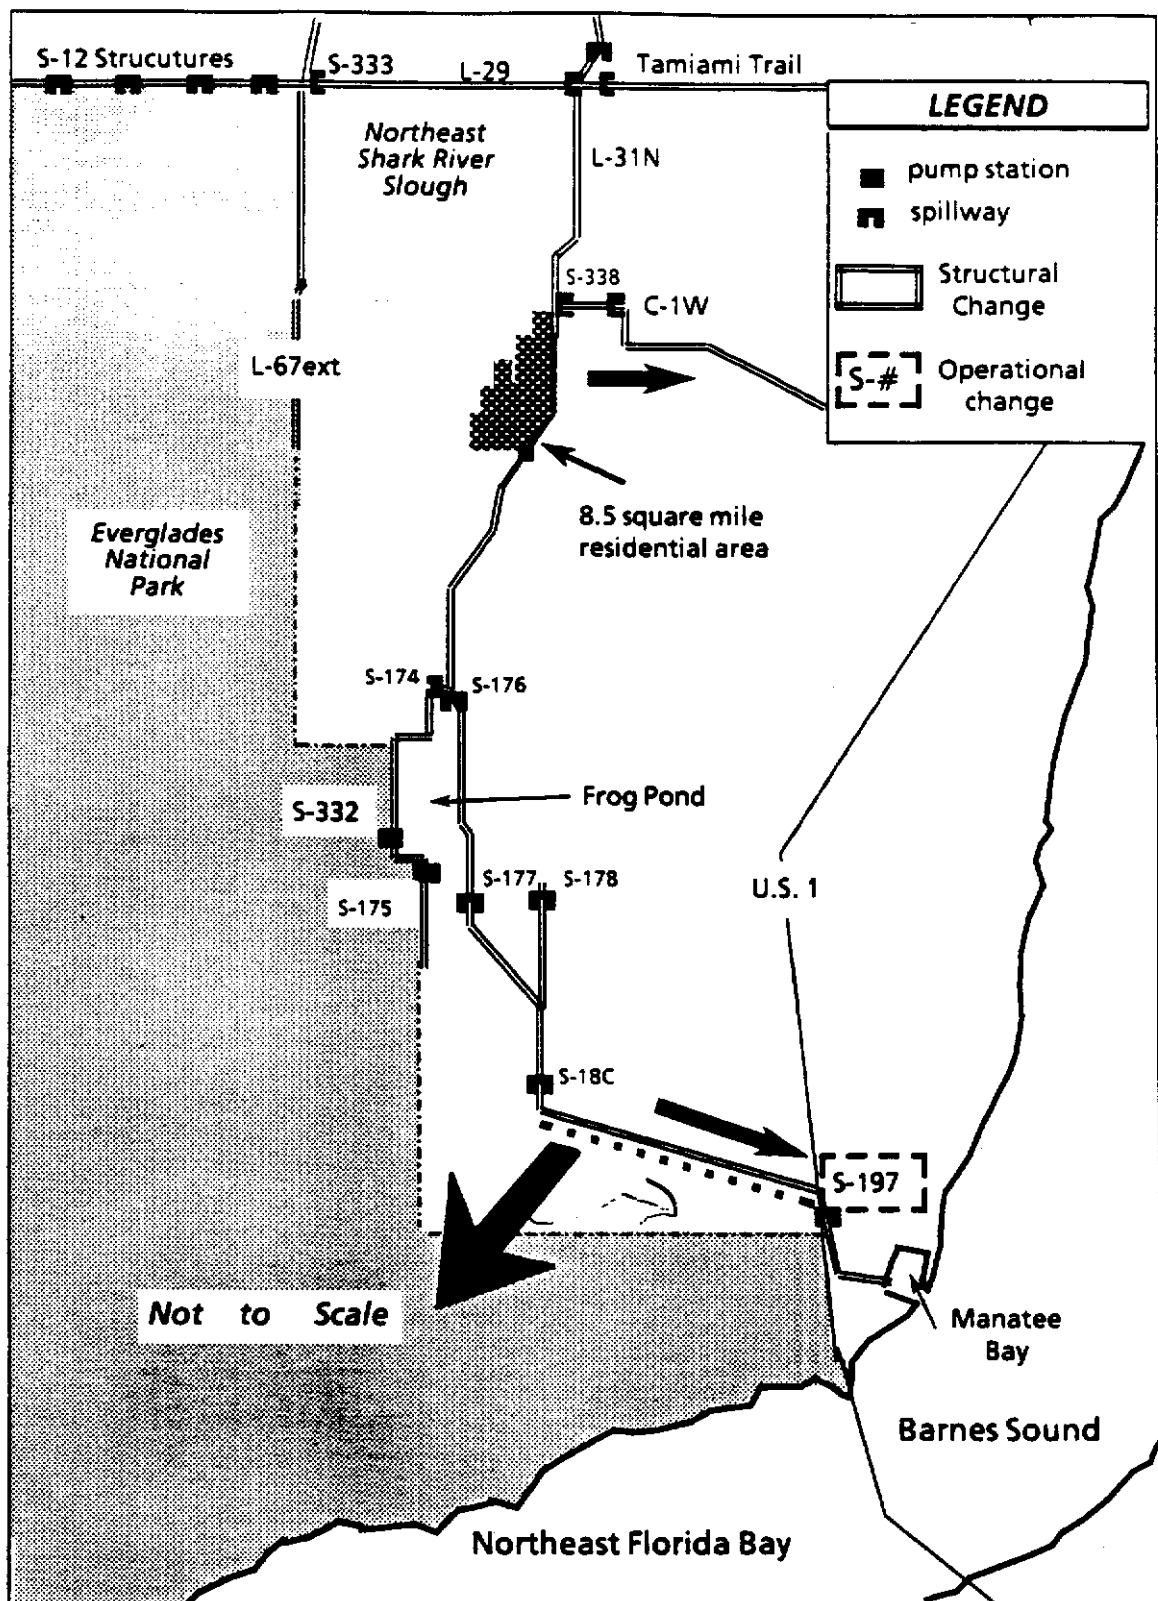 S-12 Strucutures
S-333
L-29
Tamiami Trail
LEGEND
pump station
spillway
Structural
Change
S-#
Operational
change
Northeast
Shark River
Slough
L-31N
S-338
C-1W
L-67ext
8.5 square mile
residential area
Everglades
National
Park
S-174
S-176
S-332
Frog Pond
S-177
S-178
S-175
U.S. 1
S-18C
S-197
Not to Scale
Manatee
Bay
Barnes Sound
Northeast Florida Bay